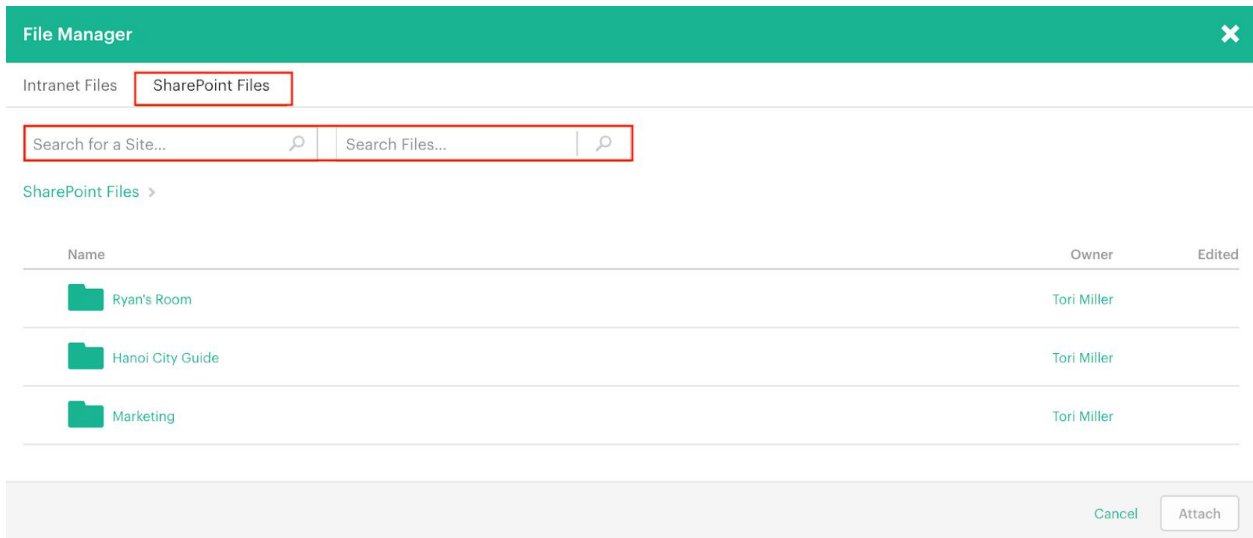 File Manager
Intranet Files SharePoint Files
Search for a Site... Search Files...
SharePoint Files >
Name Owner Edited
Ryan's Room Tori Miller
Hanoi City Guide Tori Miller
Marketing Tori Miller
Cancel Attach